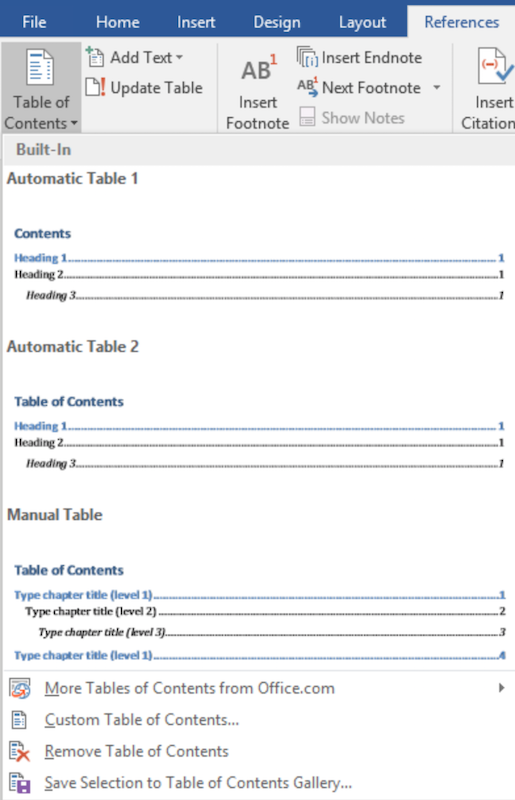 File Home Insert Design Layout References
Table of Contents
Add Text
Update Table
AB1
Insert Footnote
Insert Endnote
AB1 Next Footnote
Show Notes
Insert Citation
Built-In
Automatic Table 1
Contents
Heading 1 1
Heading 2 1
Heading 3 1
Automatic Table 2
Table of Contents
Heading 1 1
Heading 2 1
Heading 3 1
Manual Table
Table of Contents
Type chapter title (level 1) 1
Type chapter title (level 2) 2
Type chapter title (level 3) 3
Type chapter title (level 1) 4
More Tables of Contents from Office.com
Custom Table of Contents...
Remove Table of Contents
Save Selection to Table of Contents Gallery...